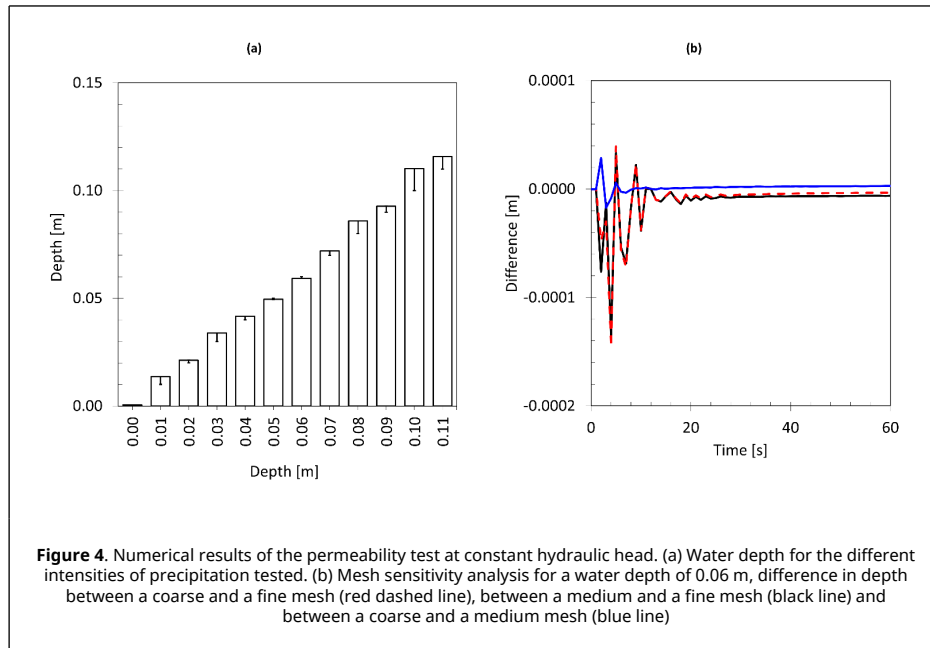 (a)
0.15
0.10
0.05
0.00
Depth [m]
0.00 0.01 0.02 0.03 0.04 0.05 0.06 0.07 0.08 0.09 0.10 0.11
Depth [m]
(b)
0.0001
0.0000
-0.0001
-0.0002
Difference [m]
0 20 40 60
Time [s]
Figure 4. Numerical results of the permeability test at constant hydraulic head. (a) Water depth for the different
intensities of precipitation tested. (b) Mesh sensitivity analysis for a water depth of 0.06 m, difference in depth
between a coarse and a fine mesh (red dashed line), between a medium and a fine mesh (black line) and
between a coarse and a medium mesh (blue line)